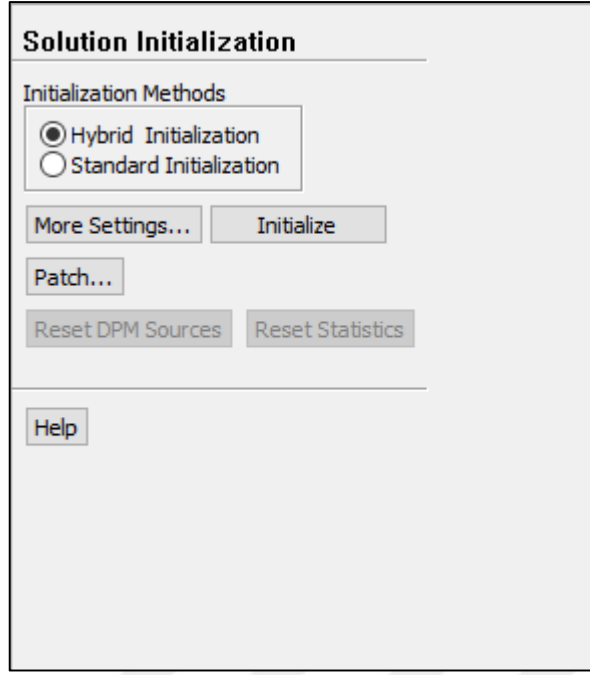 Solution Initialization
Initialization Methods
Hybrid Initialization
Standard Initialization
More Settings... Initialize
Patch...
Reset DPM Sources Reset Statistics
Help